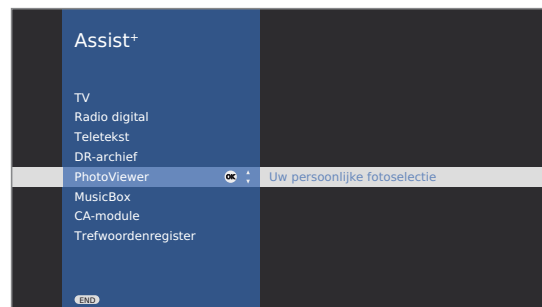 Assist+
TV
Radio digital
Teletekst
DR-archief
PhotoViewer OK Uw persoonlijke fotoselectie
MusicBox
CA-module
Trefwoordenregister
END